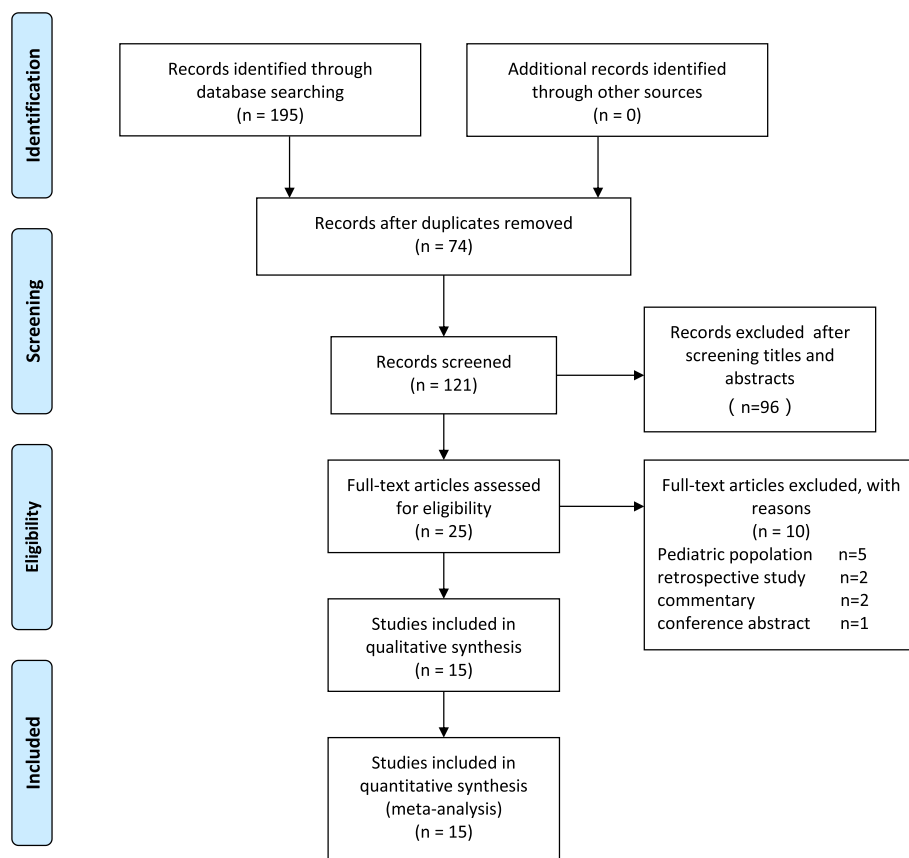 Identification
Records identified through
database searching
(n = 195)
Additional records identified
through other sources
(n = 0)
Records after duplicates removed
(n = 74)
Screening
Records screened
(n = 121)
Records excluded after
screening titles and
abstracts
( n=96 )
Eligibility
Full-text articles assessed
for eligibility
(n = 25)
Full-text articles excluded, with
reasons
(n = 10)
Pediatric population n=5
retrospective study n=2
commentary n=2
conference abstract n=1
Studies included in
qualitative synthesis
(n = 15)
Included
Studies included in
quantitative synthesis
(meta-analysis)
(n = 15)